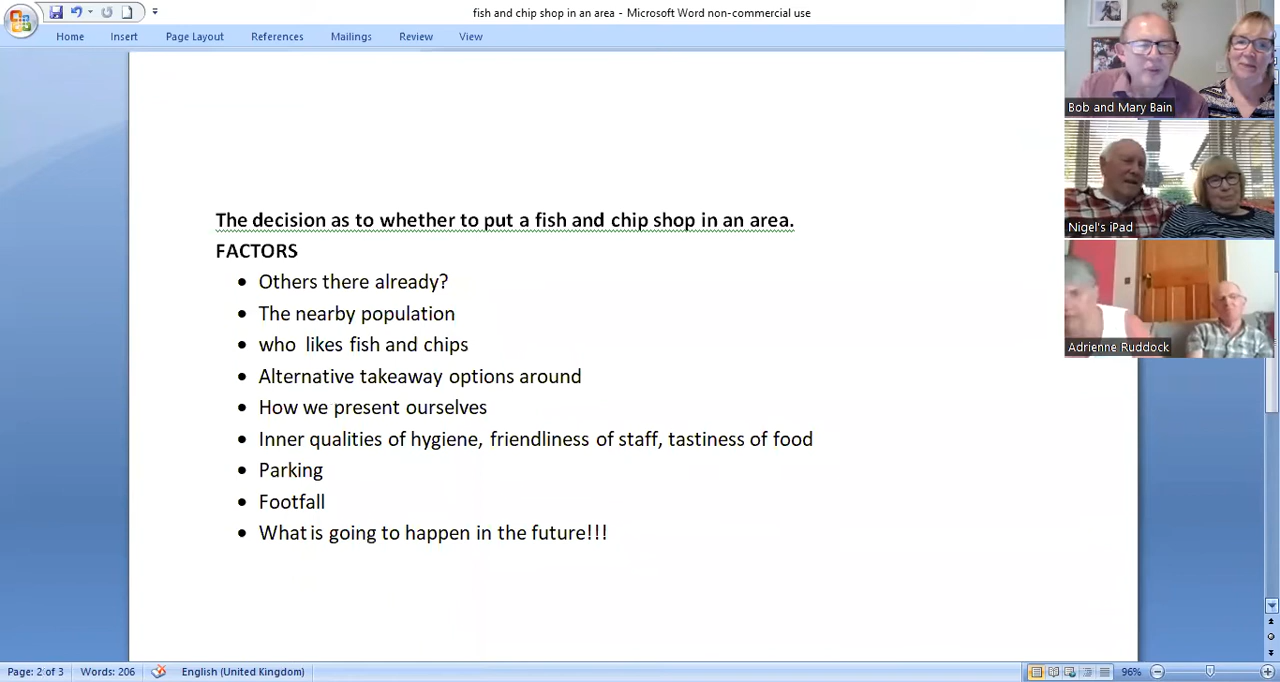 fish and chip shop in an area - Microsoft Word non-commercial use
Home Insert Page Layout References Mailings Review View
Bob and Mary Bain
Nigel's iPad
Adrienne Ruddock
The decision as to whether to put a fish and chip shop in an area.
FACTORS
• Others there already?
• The nearby population
• who likes fish and chips
• Alternative takeaway options around
• How we present ourselves
• Inner qualities of hygiene, friendliness of staff, tastiness of food
• Parking
• Footfall
• What is going to happen in the future!!!
Page: 2 of 3 Words: 206 English (United Kingdom) 96%